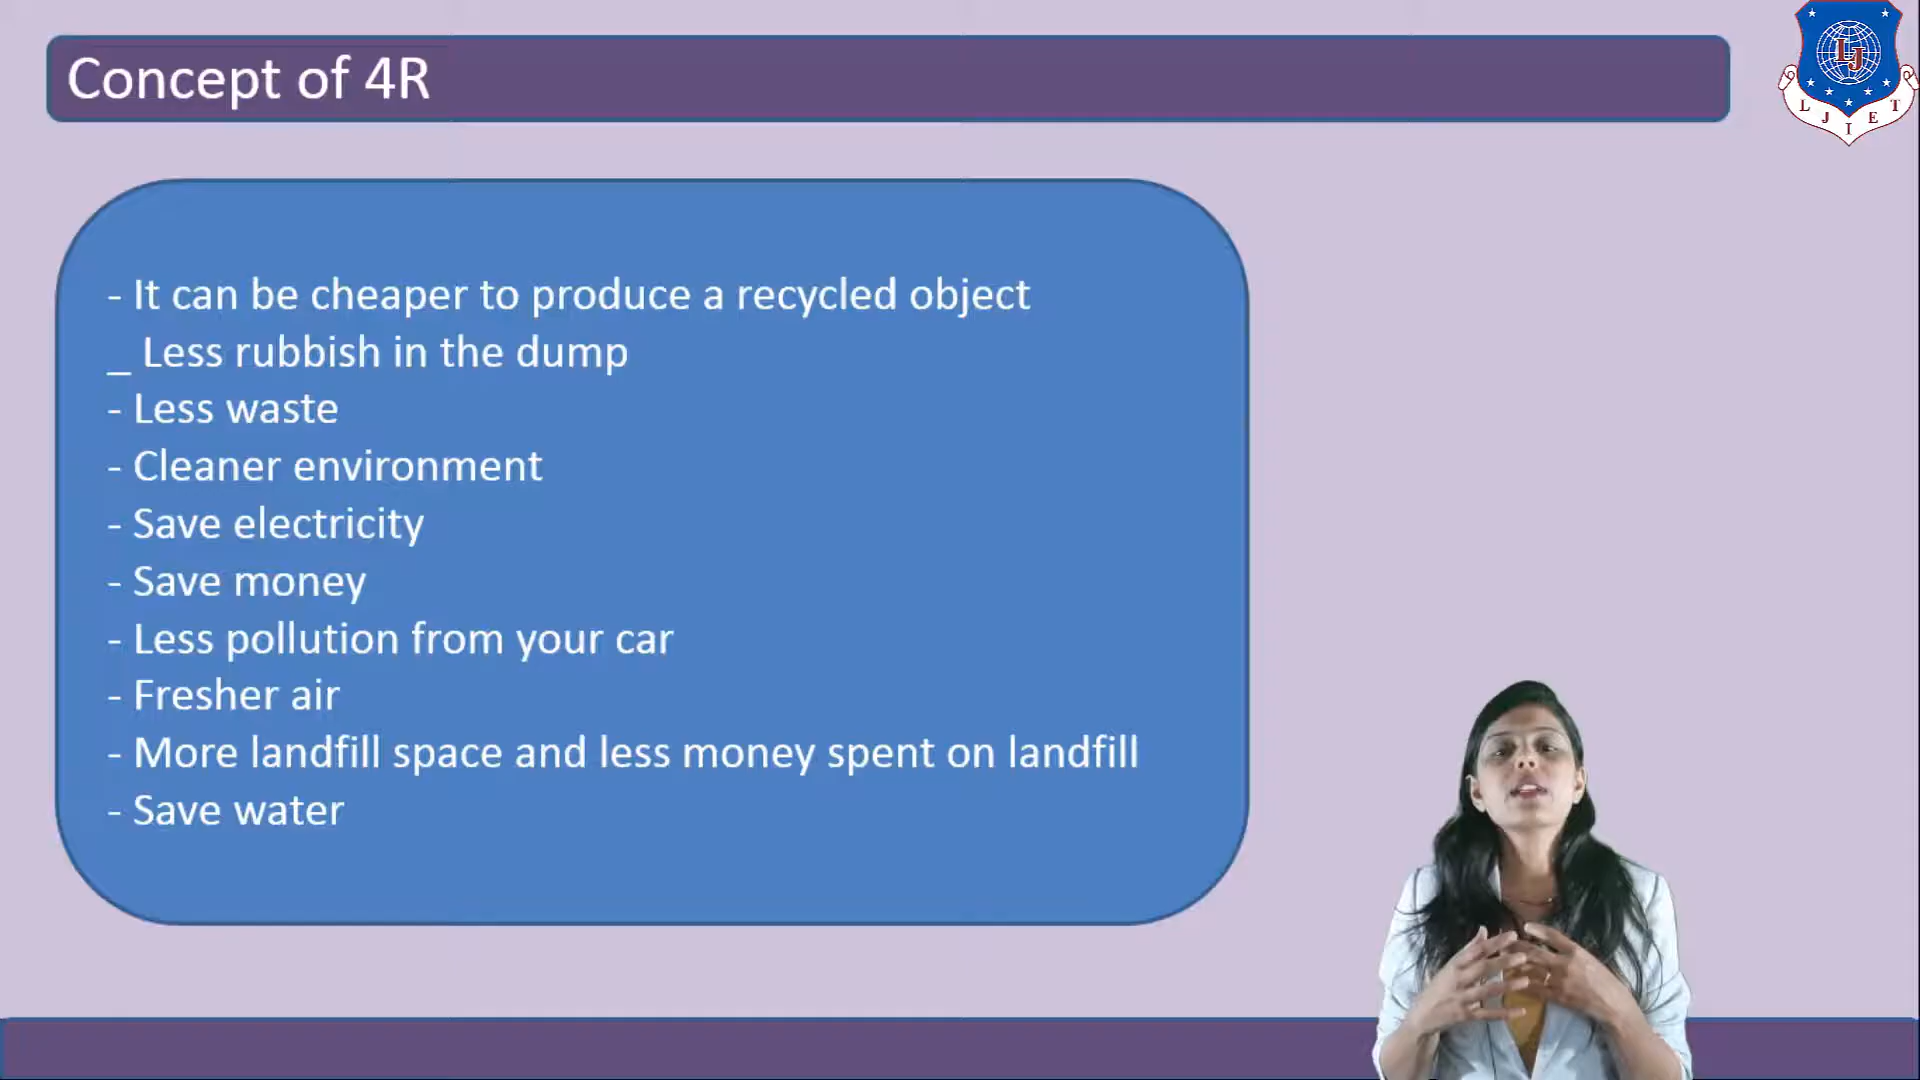 Concept of 4R
- It can be cheaper to produce a recycled object
_ Less rubbish in the dump
- Less waste
- Cleaner environment
- Save electricity
- Save money
- Less pollution from your car
- Fresher air
- More landfill space and less money spent on landfill
- Save water
LJ
L J I E T